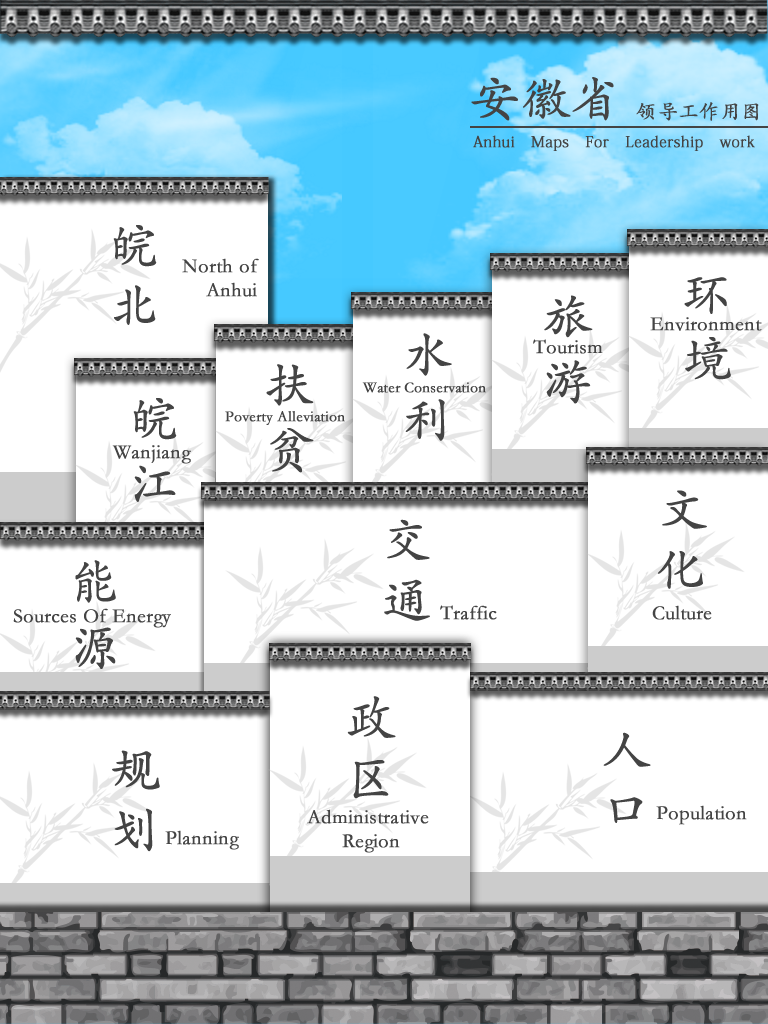 安徽省 领导工作用图
Anhui Maps For Leadership work
皖北
North of
Anhui
皖江
Wanjiang
扶贫
Poverty Alleviation
水利
Water Conservation
旅游
Tourism
环境
Environment
能源
Sources Of Energy
交通
Traffic
文化
Culture
规划
Planning
政区
Administrative
Region
人口
Population